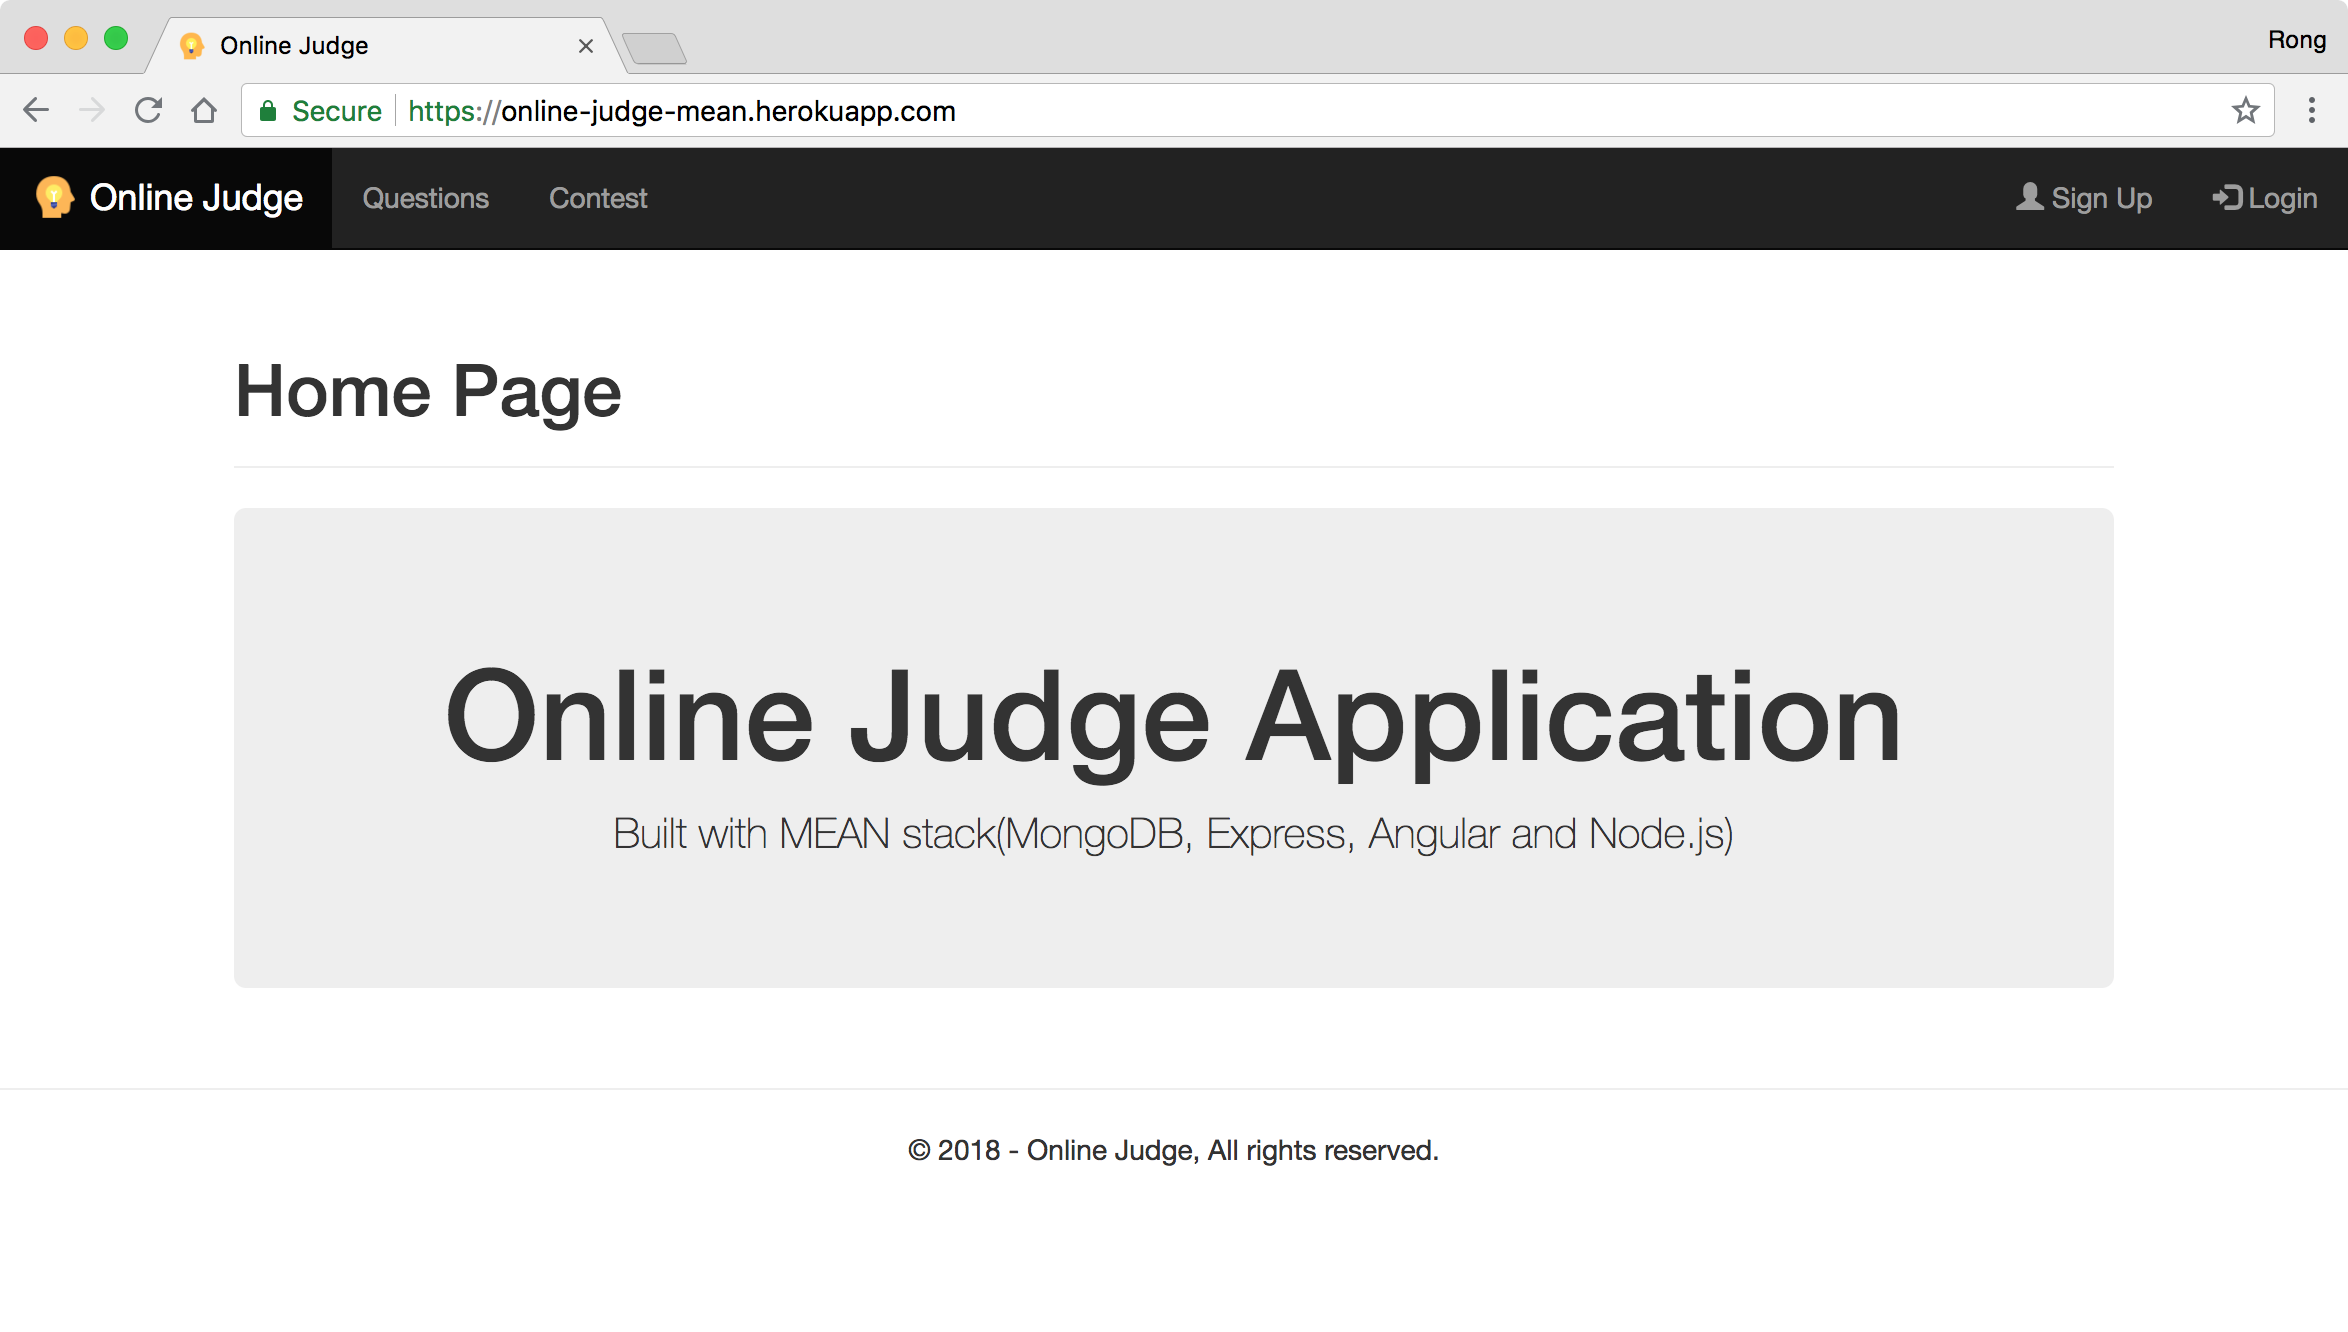 Online Judge
Rong
Secure https://online-judge-mean.herokuapp.com
Online Judge Questions Contest Sign Up Login
Home Page
Online Judge Application
Built with MEAN stack(MongoDB, Express, Angular and Node.js)
© 2018 - Online Judge, All rights reserved.